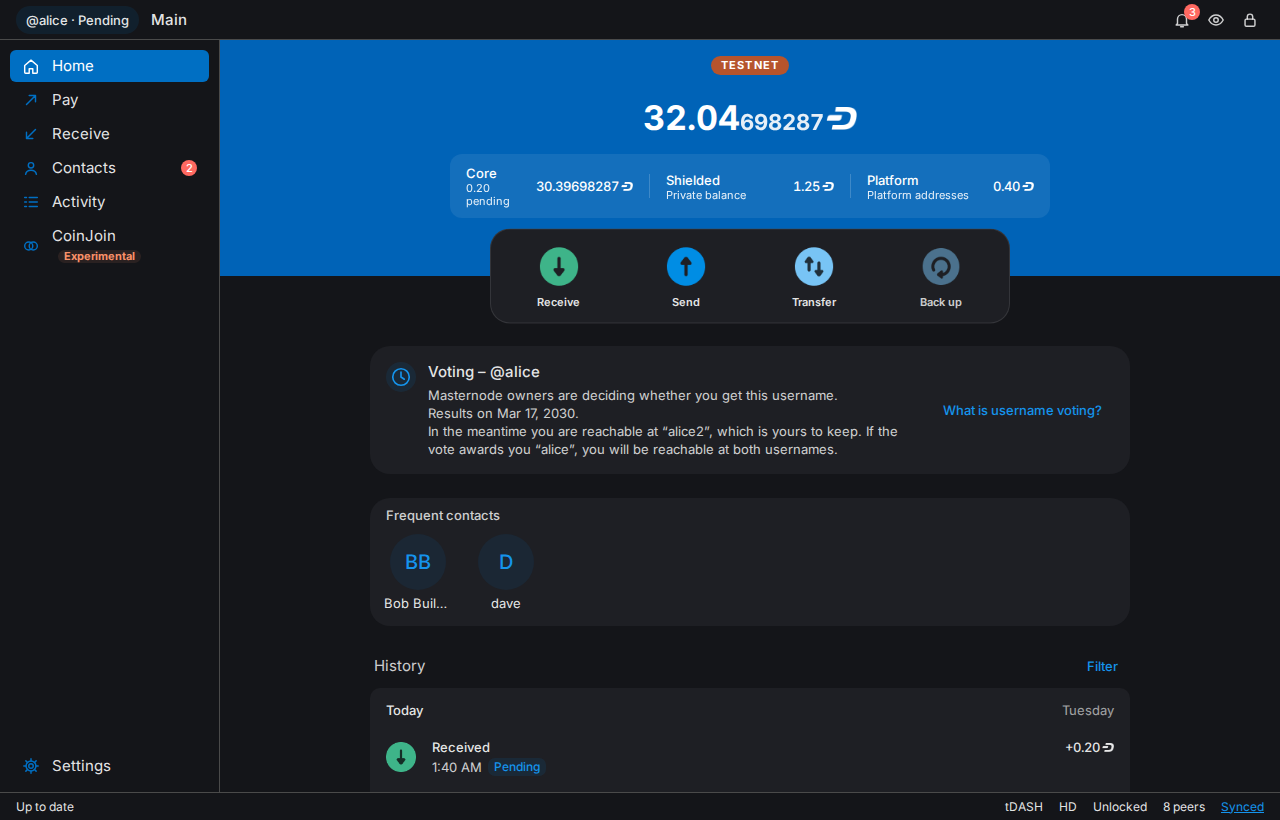 @alice · Pending Main 3
Home
Pay
Receive
Contacts 2
Activity
CoinJoin
Experimental
Settings
TESTNET
32.04698287
Core
0.20
pending
30.39698287
Shielded
Private balance
1.25
Platform
Platform addresses
0.40
Receive Send Transfer Back up
Voting – @alice
Masternode owners are deciding whether you get this username.
Results on Mar 17, 2030.
In the meantime you are reachable at “alice2”, which is yours to keep. If the
vote awards you “alice”, you will be reachable at both usernames.
What is username voting?
Frequent contacts
BB D
Bob Buil... dave
History Filter
Today Tuesday
Received +0.20
1:40 AM Pending
Up to date tDASH HD Unlocked 8 peers Synced